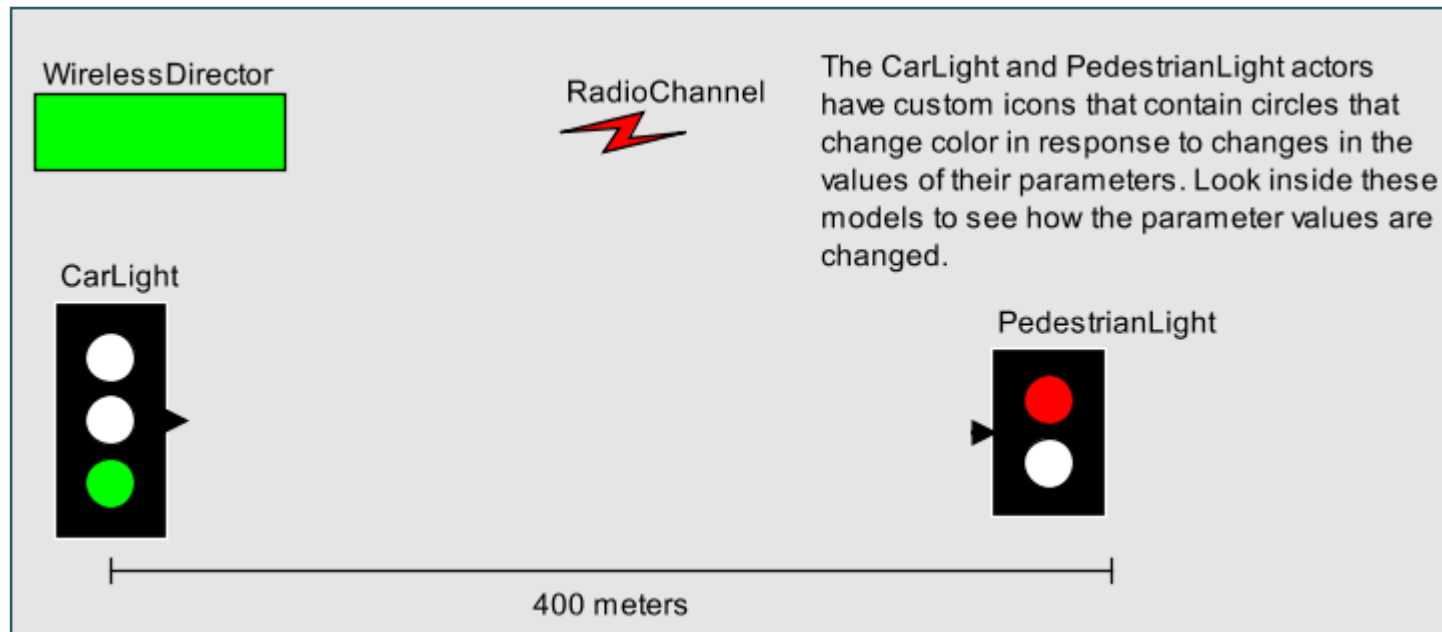 WirelessDirector
RadioChannel
The CarLight and PedestrianLight actors
have custom icons that contain circles that
change color in response to changes in the
values of their parameters. Look inside these
models to see how the parameter values are
changed.
CarLight
PedestrianLight
400 meters